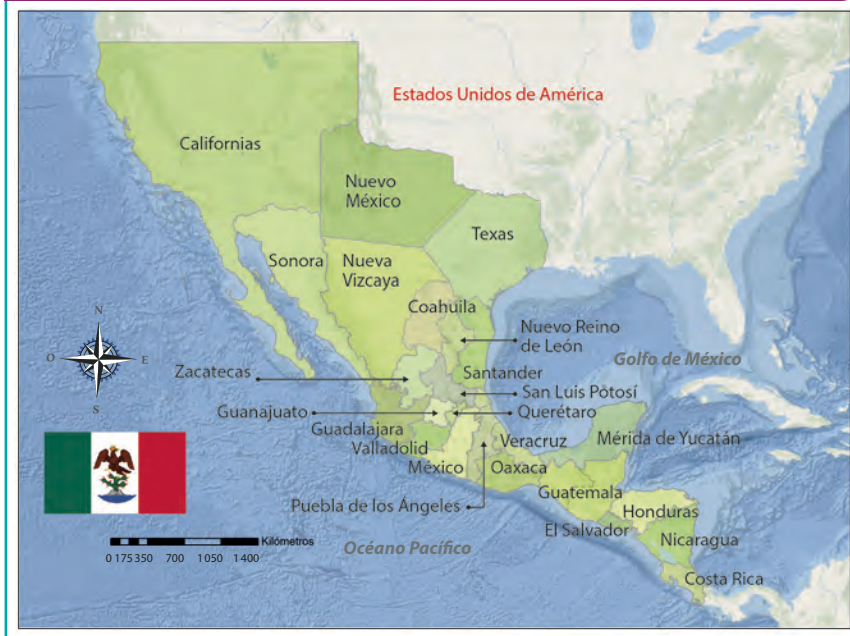 Estados Unidos de América
Californias
Nuevo
México
Texas
Sonora
Nueva
Vizcaya
Coahuila
N
O
E
S
Nuevo Reino
de León
Golfo de México
Zacatecas
Santander
San Luis Potosí
Guanajuato
Querétaro
Guadalajara
Valladolid
Veracruz
Mérida de Yucatán
México
Oaxaca
Puebla de los Ángeles
Guatemala
Honduras
El Salvador
Nicaragua
Costa Rica
Kilómetros
0 175 350 700 1050 1400
Océano Pacífico